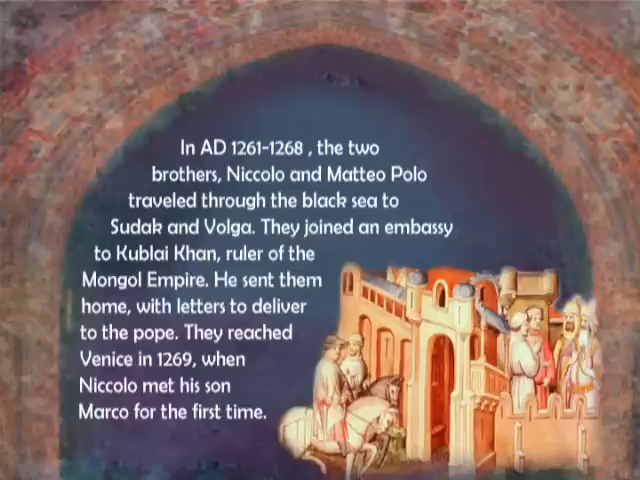 In AD 1261-1268 , the two
brothers, Niccolo and Matteo Polo
traveled through the black sea to
Sudak and Volga. They joined an embassy
to Kublai Khan, ruler of the
Mongol Empire. He sent them
home, with letters to deliver
to the pope. They reached
Venice in 1269, when
Niccolo met his son
Marco for the first time.